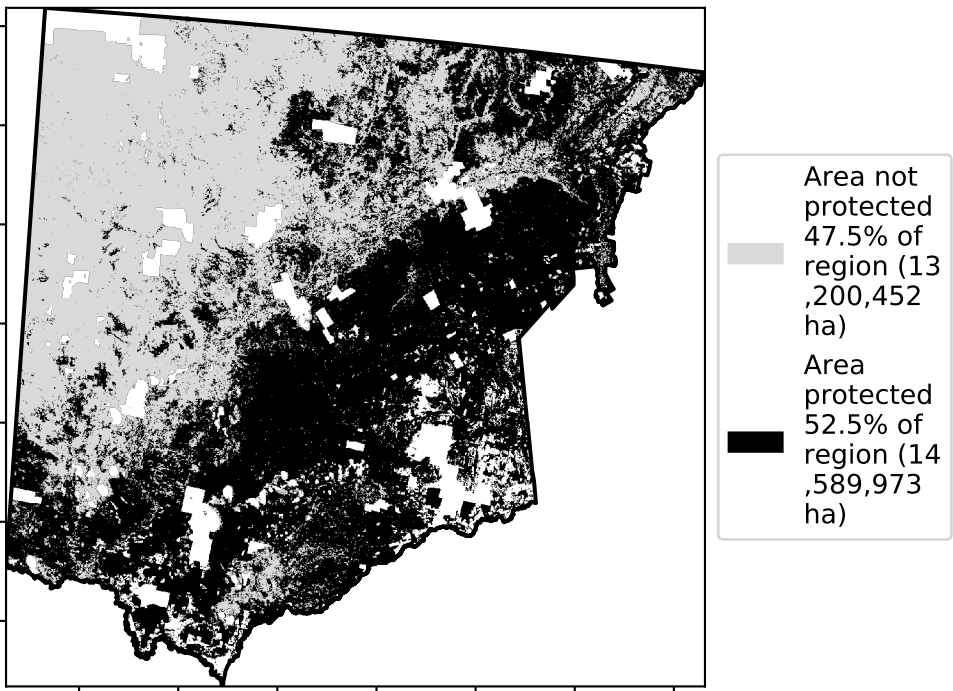 Area not
protected
47.5% of
region (13
,200,452
ha)
Area
protected
52.5% of
region (14
,589,973
ha)